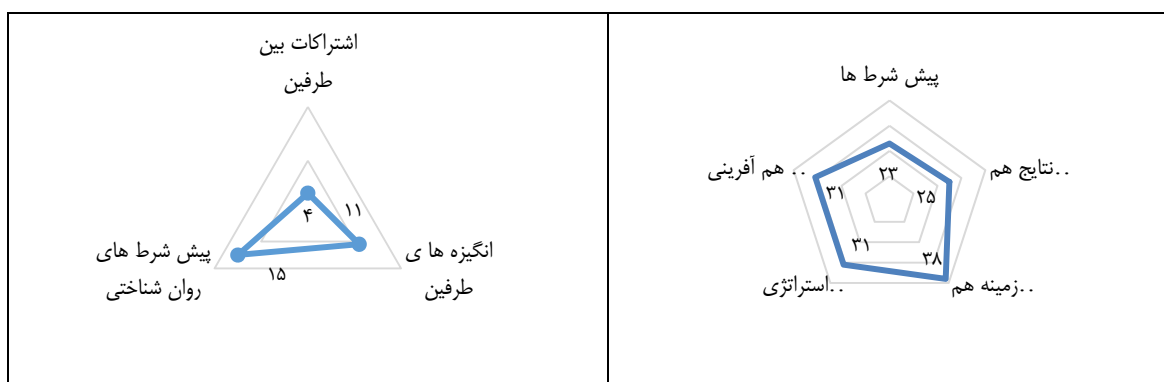 اشتراکات بین
طرفین
۴
۱۱
انگیزه ها ی
طرفین
۱۵
پیش شرط های
روان شناختی
پیش شرط ها
۲۳
نتایج هم..
۲۵
زمینه هم..
۳۸
استراتژی..
۳۱
هم آفرینی ..
۳۱